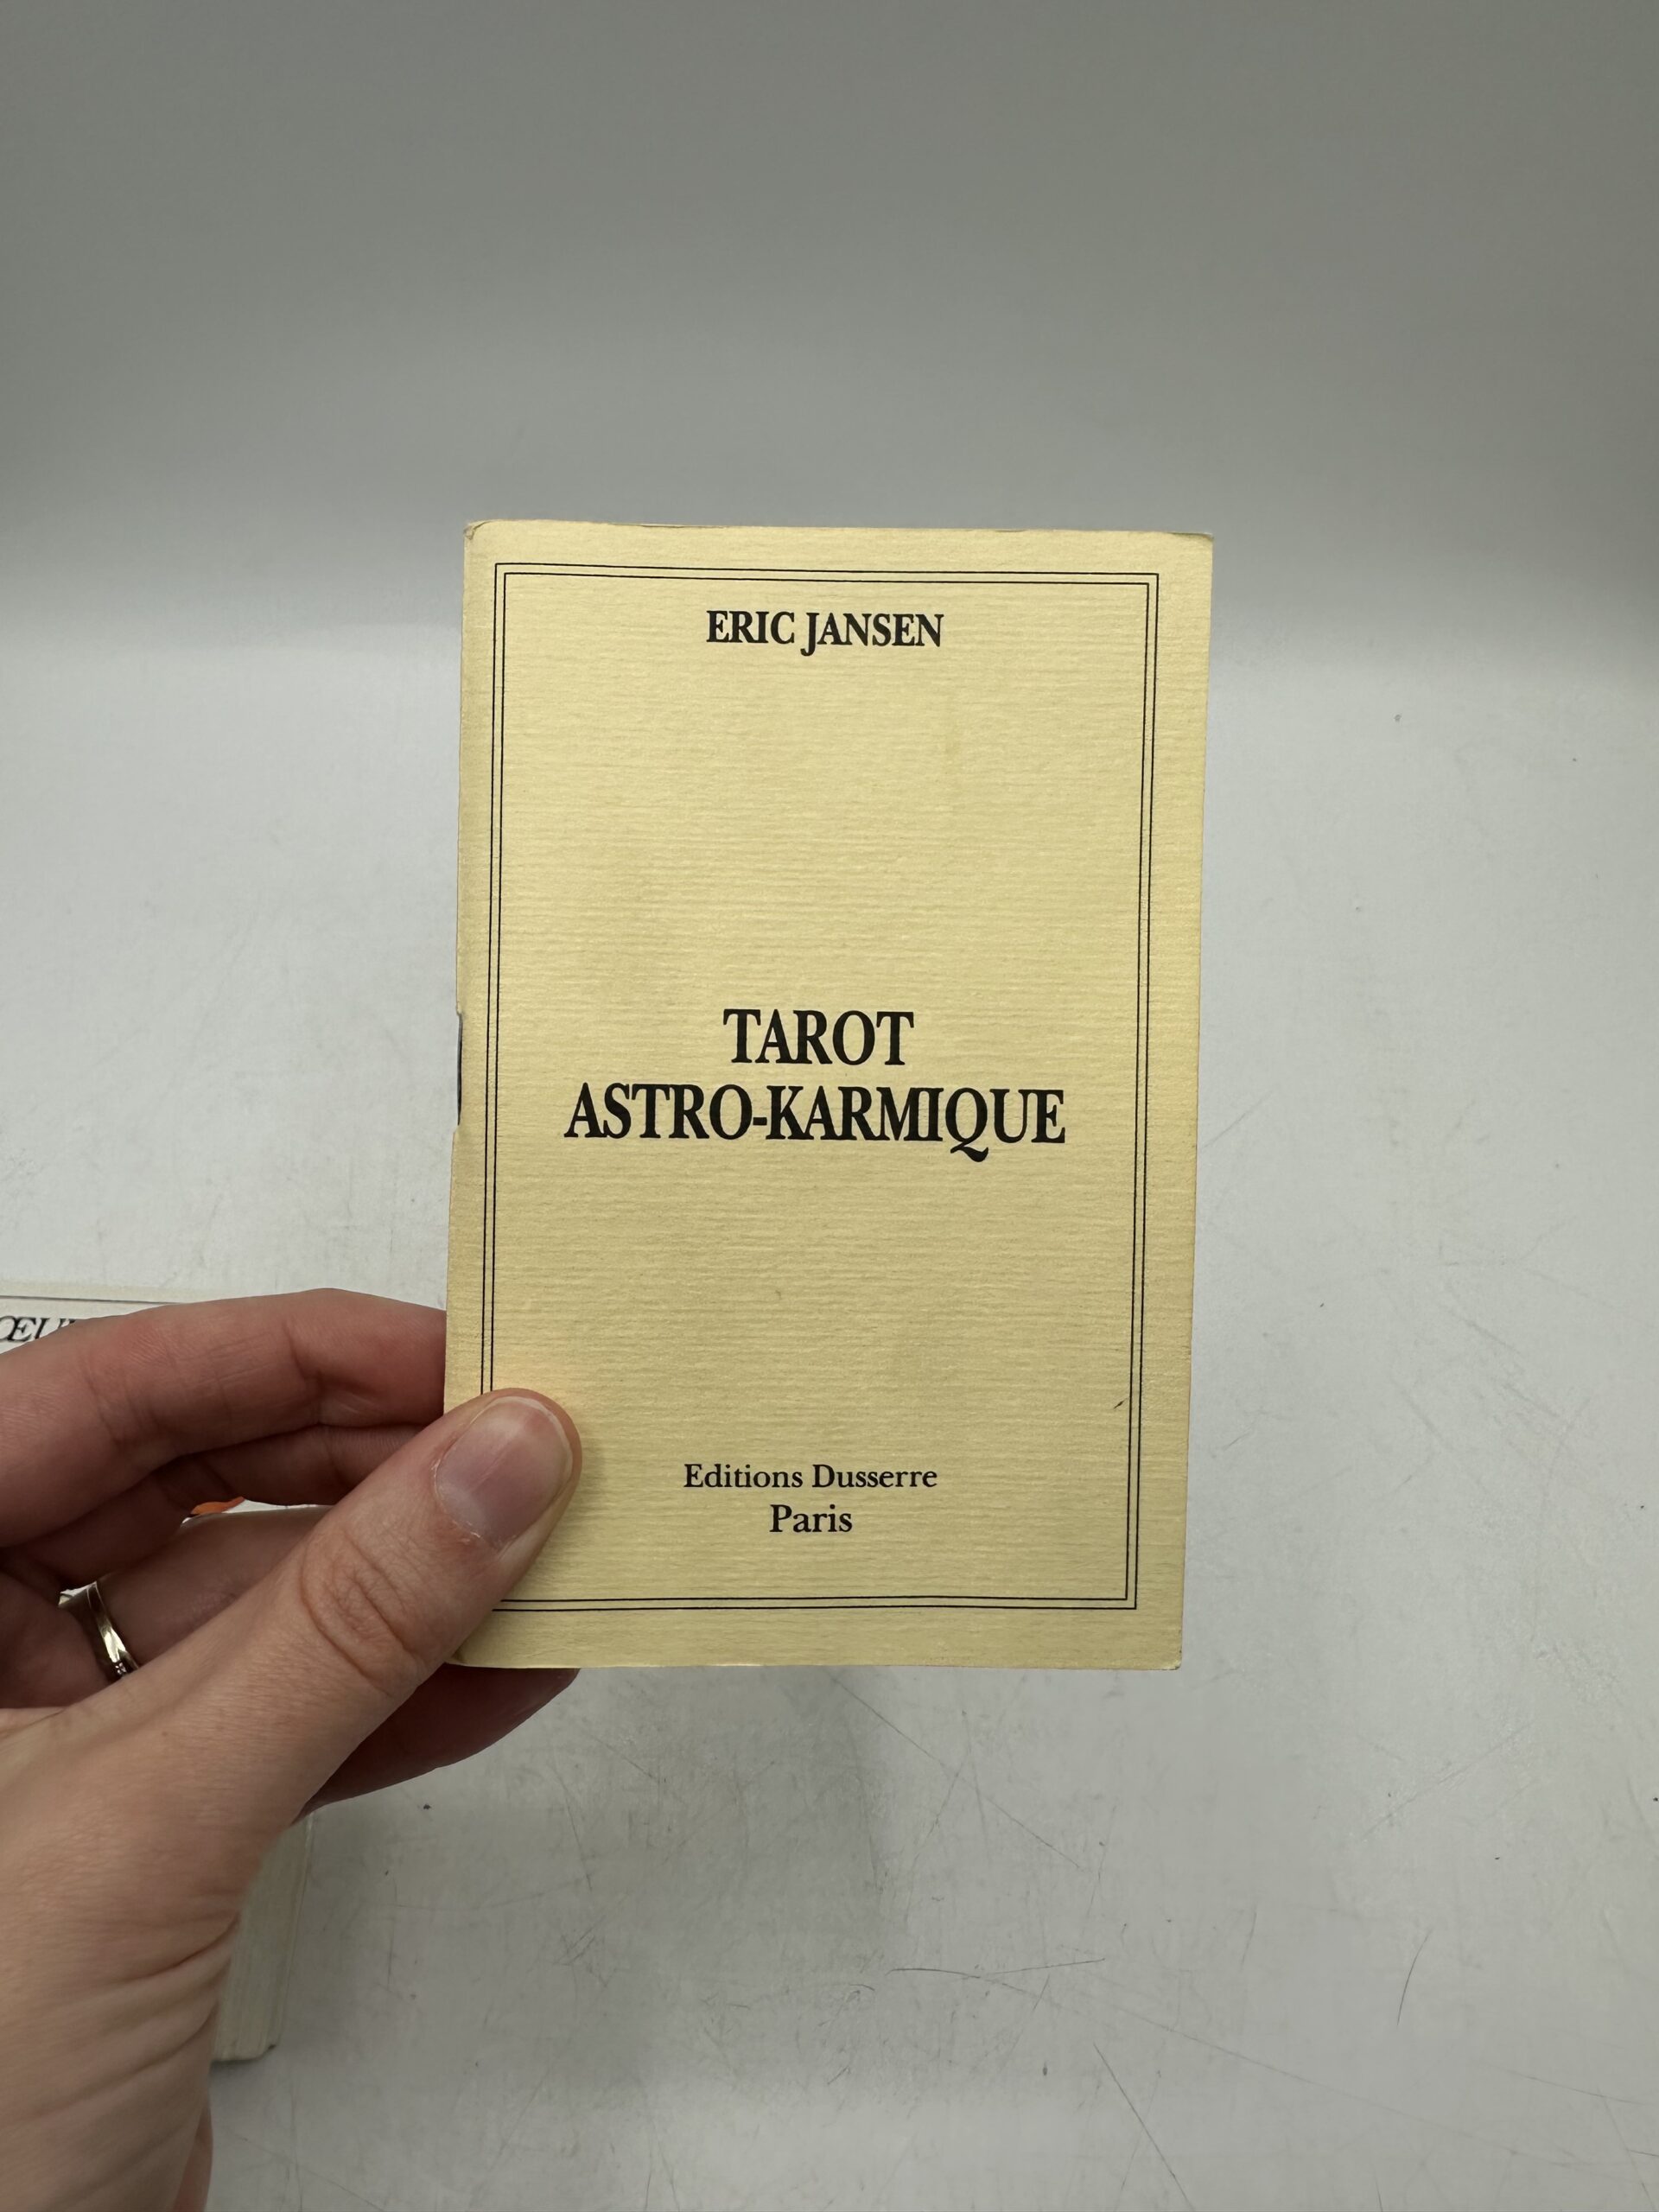 ERIC JANSEN
TAROT
ASTRO-KARMIQUE
Editions Dusserre
Paris